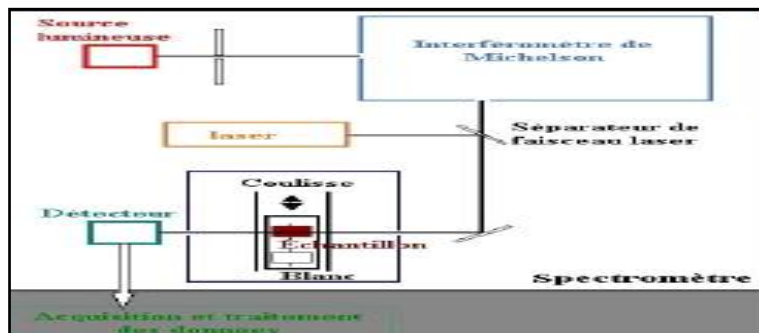 Source
lumineuse
Interféromètre de
Michelson
laser
Séparateur de
faisceau laser
Coulisse
Détecteur
Échantillon
Blanc
Spectromètre
Acquisition et traitement
des données